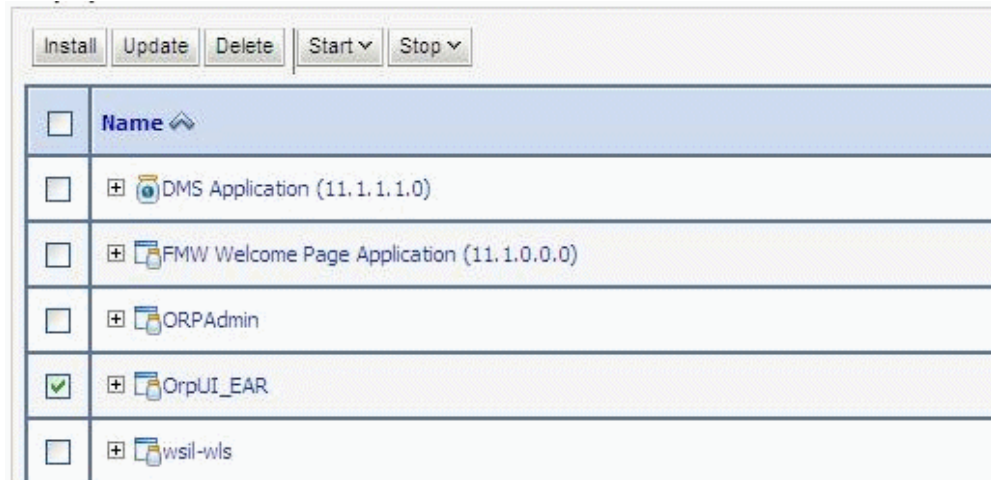 Install Update Delete Start Stop
Name
DMS Application (11.1.1.1.0)
FMW Welcome Page Application (11.1.0.0.0)
ORPAdmin
OrpUI_EAR
wsil-wls